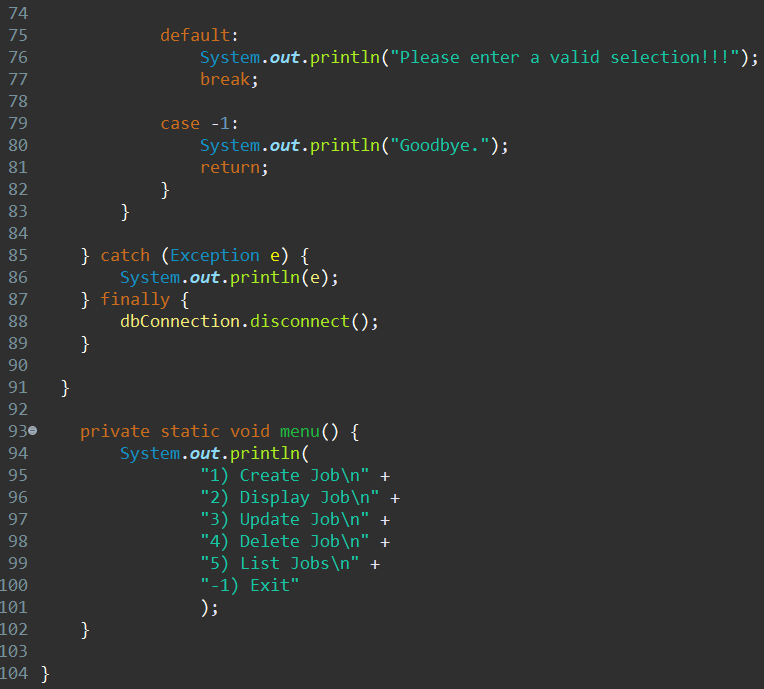 74
75             default:
76                 System.out.println("Please enter a valid selection!!!");
77                 break;
78
79             case -1:
80                 System.out.println("Goodbye.");
81                 return;
82             }
83         }
84
85     } catch (Exception e) {
86         System.out.println(e);
87     } finally {
88         dbConnection.disconnect();
89     }
90
91   }
92
93     private static void menu() {
94         System.out.println(
95                 "1) Create Job\n" +
96                 "2) Display Job\n" +
97                 "3) Update Job\n" +
98                 "4) Delete Job\n" +
99                 "5) List Jobs\n" +
100                 "-1) Exit"
101                 );
102     }
103
104 }